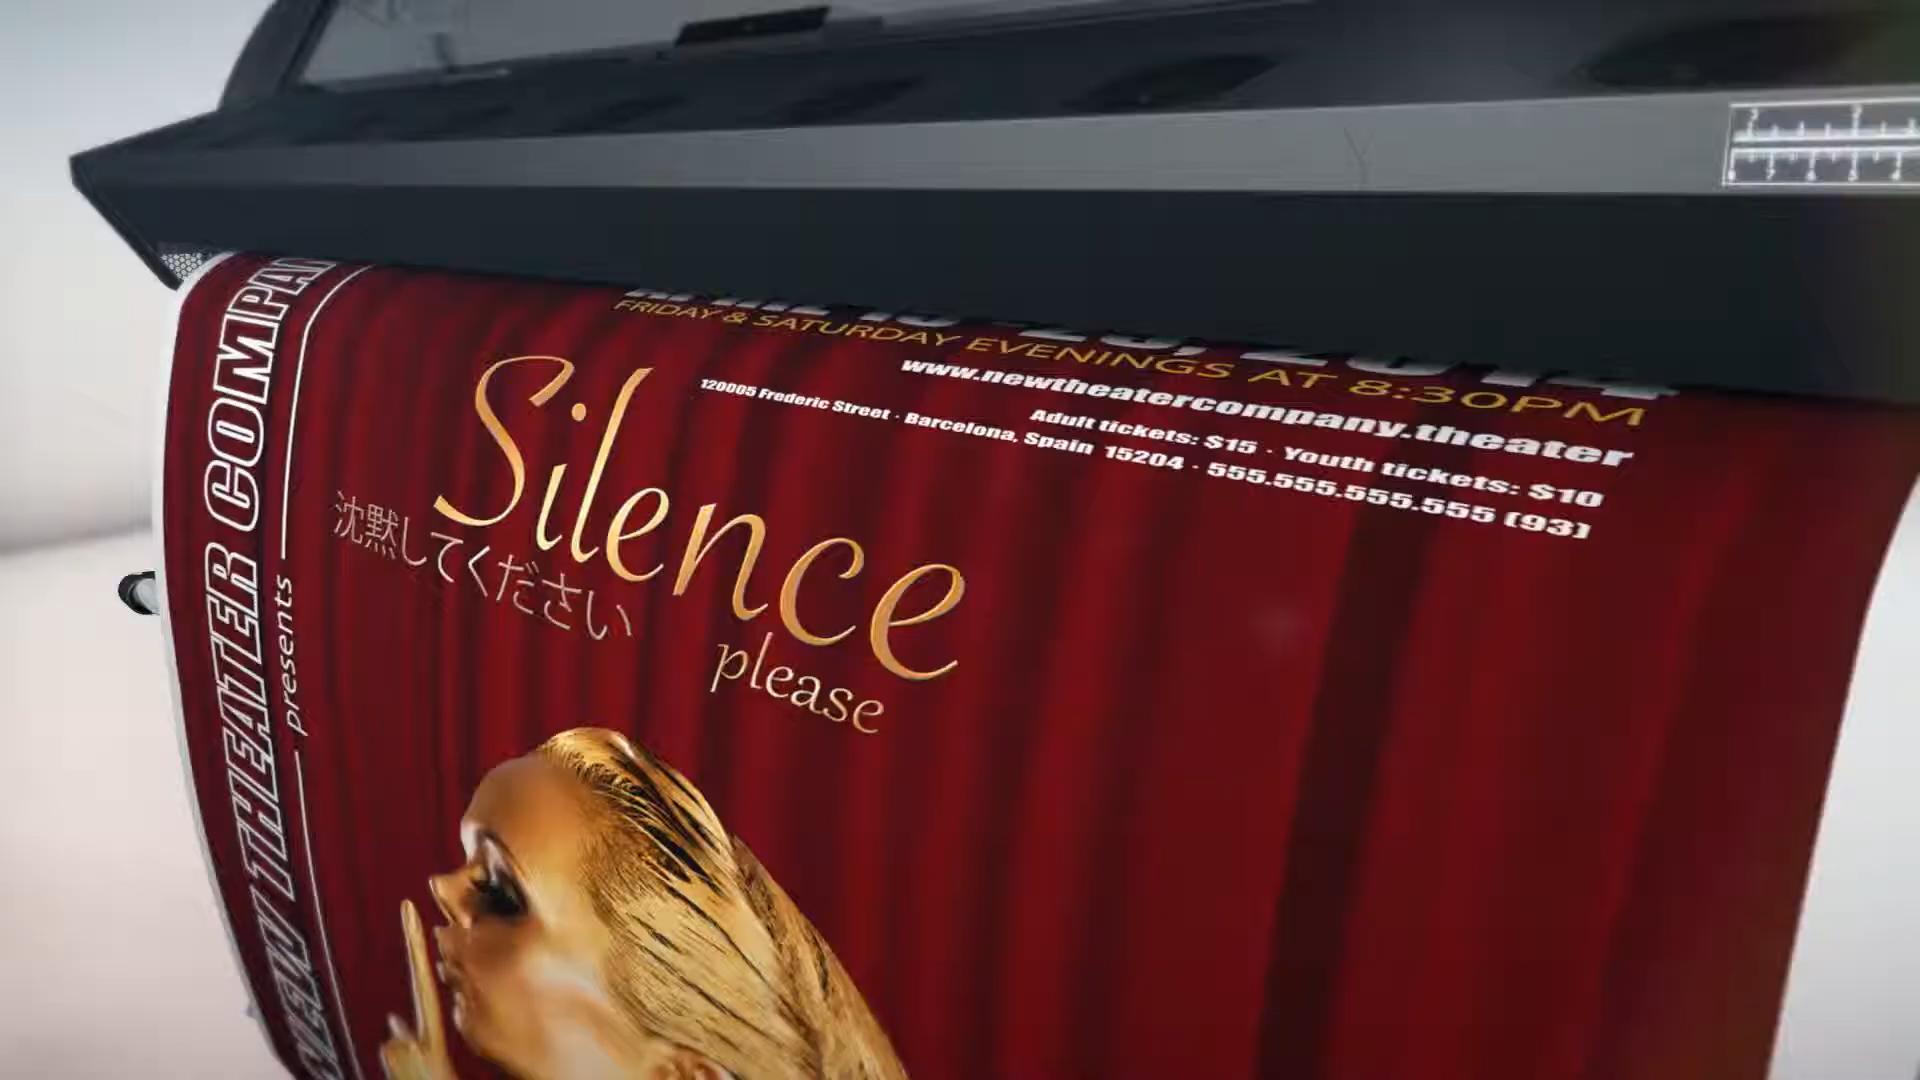 NEW THEATER COMPAN
presents
FRIDAY & SATURDAY EVENINGS AT 8:30PM
www.newtheatercompany.theater
Adult tickets: $15 · Youth tickets: $10
120005 Frederic Street · Barcelona, Spain 15204 · 555.555.555.555 (93)
Silence
沈黙してください
please